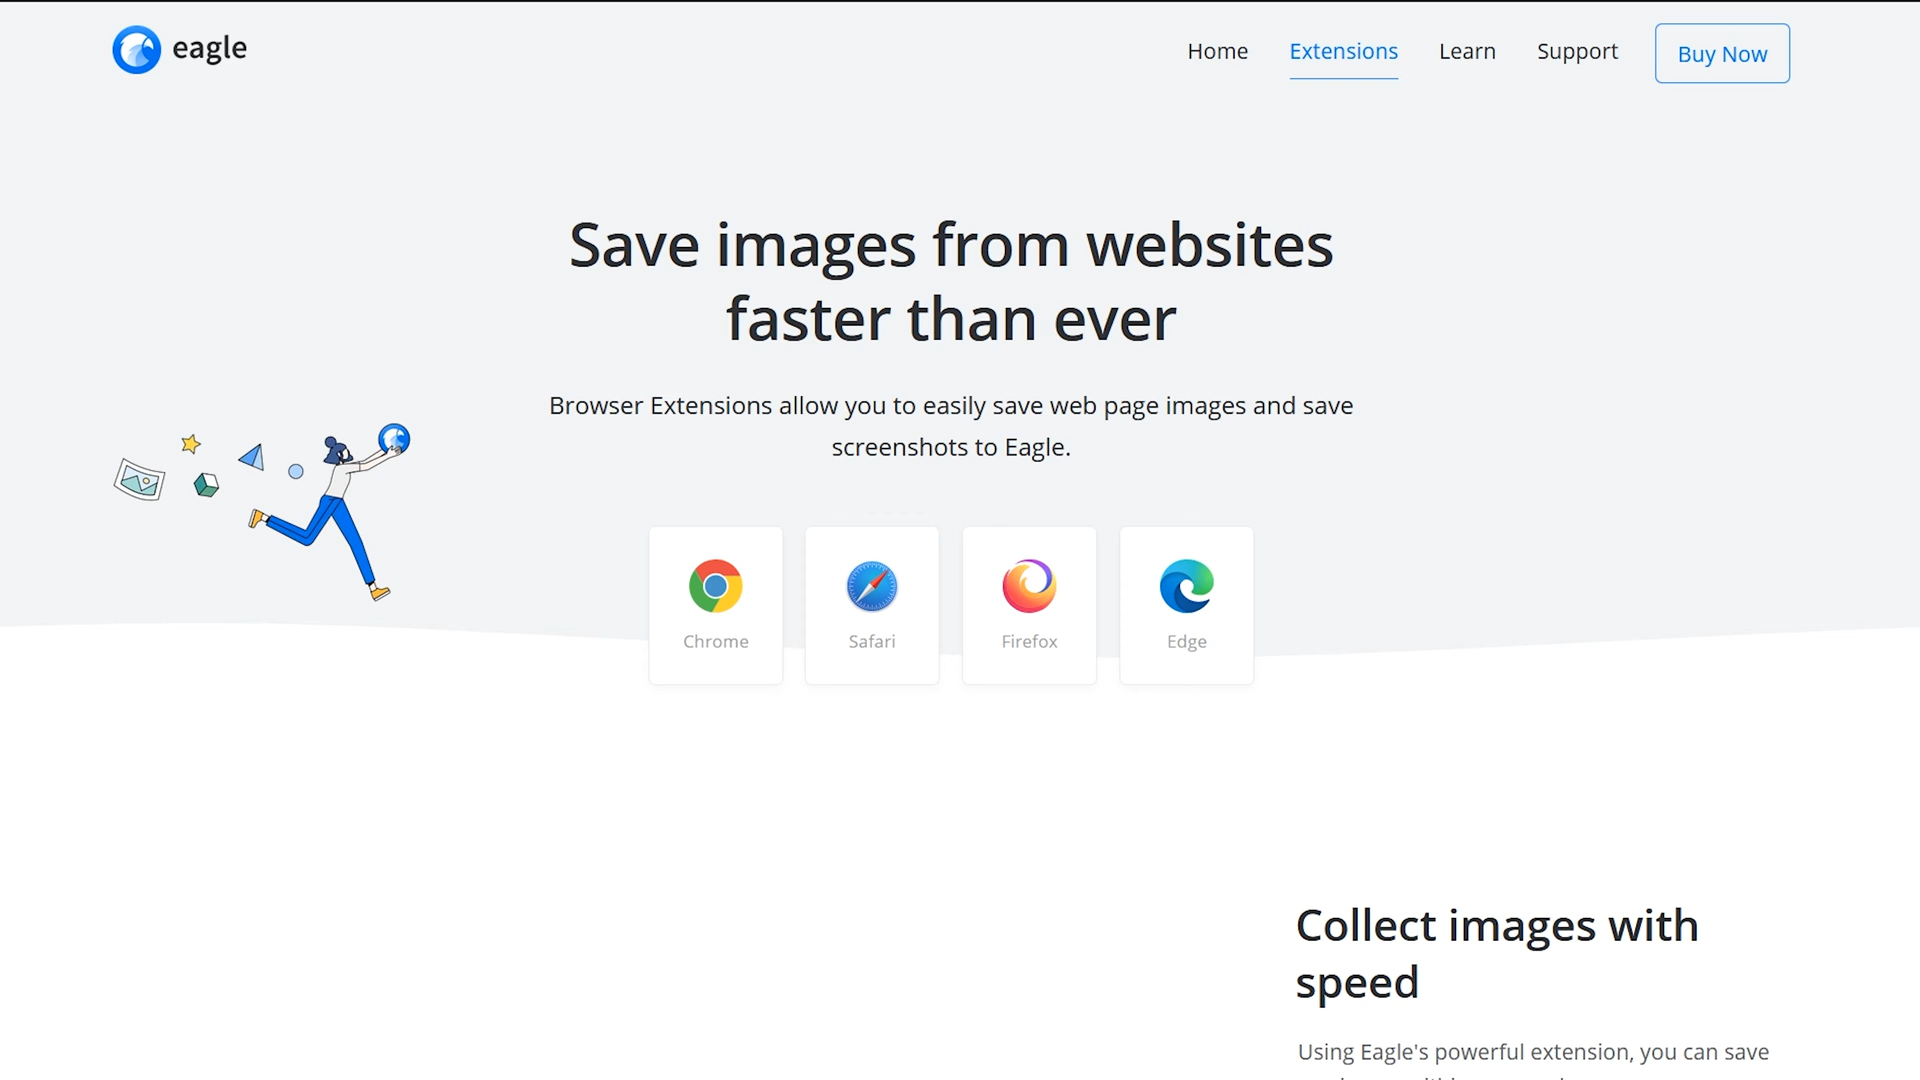 eagle
Home Extensions Learn Support Buy Now
Save images from websites
faster than ever
Browser Extensions allow you to easily save web page images and save
screenshots to Eagle.
Chrome Safari Firefox Edge
Collect images with
speed
Using Eagle's powerful extension, you can save